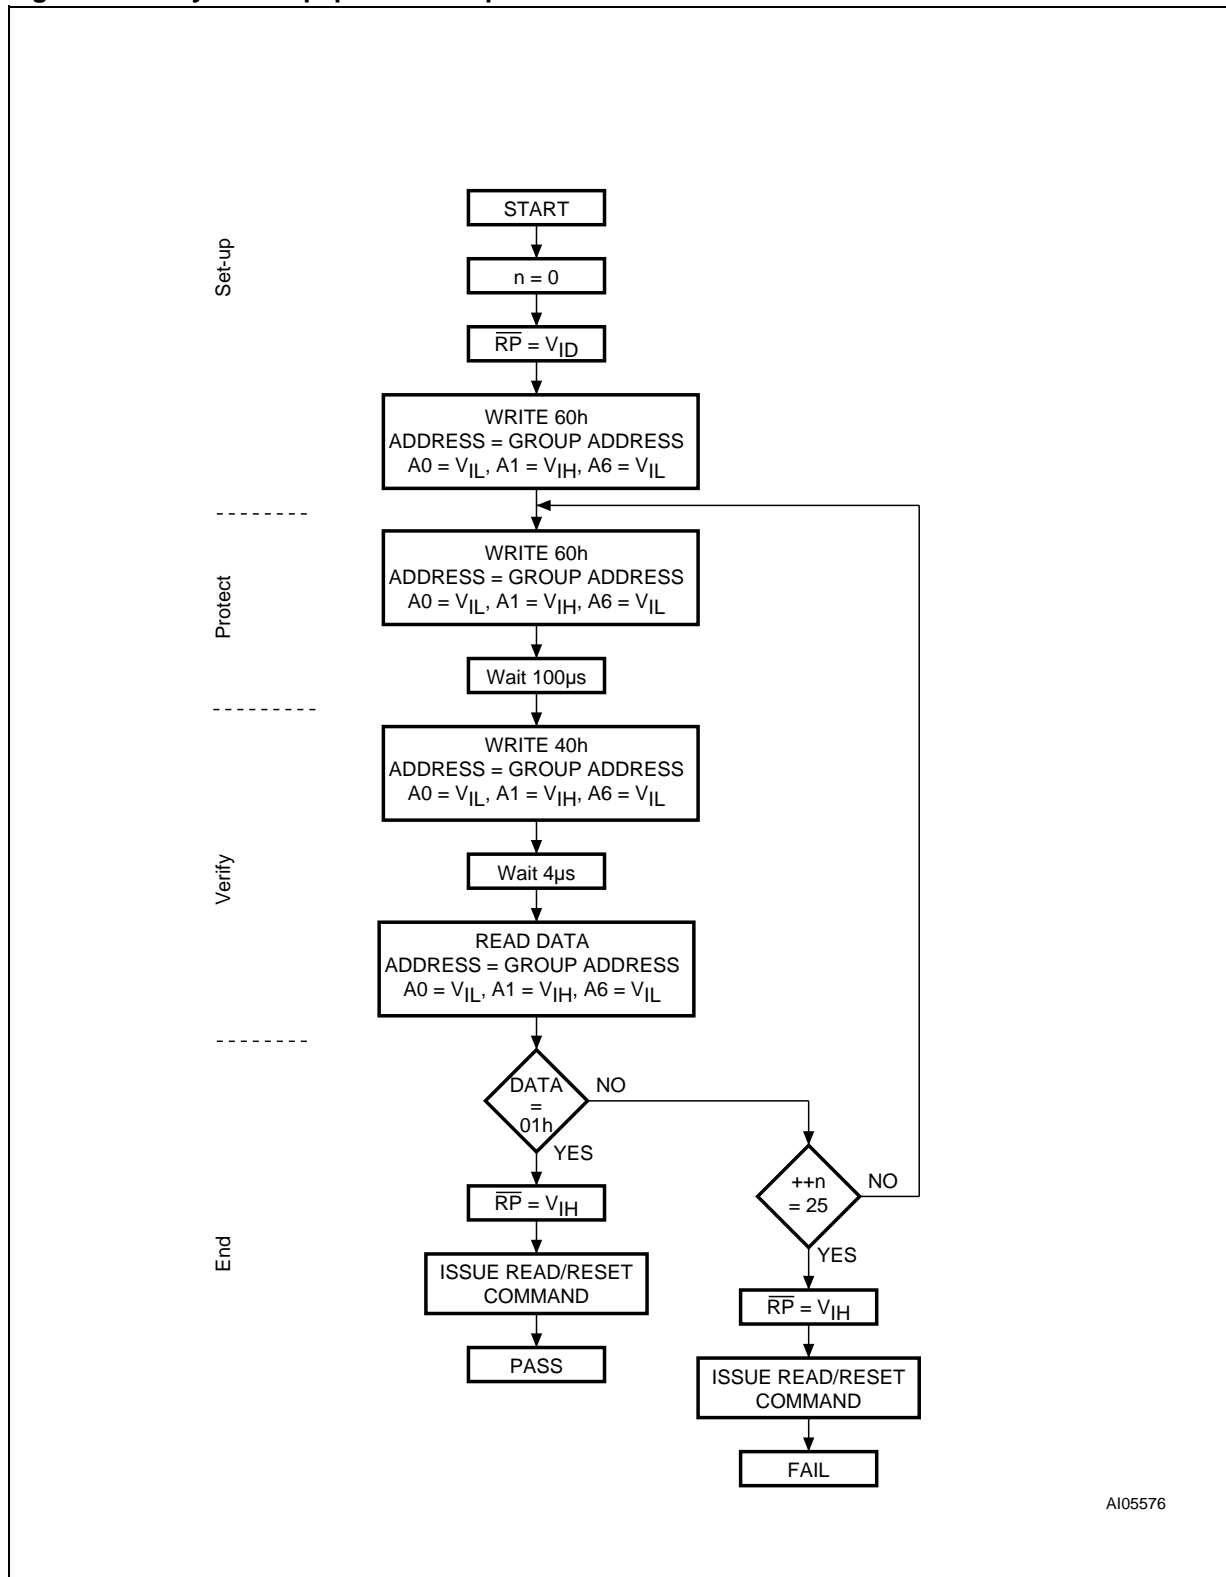 Set-up
START
n = 0
RP = VID
WRITE 60h
ADDRESS = GROUP ADDRESS
A0 = VIL, A1 = VIH, A6 = VIL
Protect
WRITE 60h
ADDRESS = GROUP ADDRESS
A0 = VIL, A1 = VIH, A6 = VIL
Wait 100µs
Verify
WRITE 40h
ADDRESS = GROUP ADDRESS
A0 = VIL, A1 = VIH, A6 = VIL
Wait 4µs
READ DATA
ADDRESS = GROUP ADDRESS
A0 = VIL, A1 = VIH, A6 = VIL
End
DATA
=
01h
NO
YES
++n
= 25
NO
YES
RP = VIH
ISSUE READ/RESET
COMMAND
PASS
RP = VIH
ISSUE READ/RESET
COMMAND
FAIL
AI05576